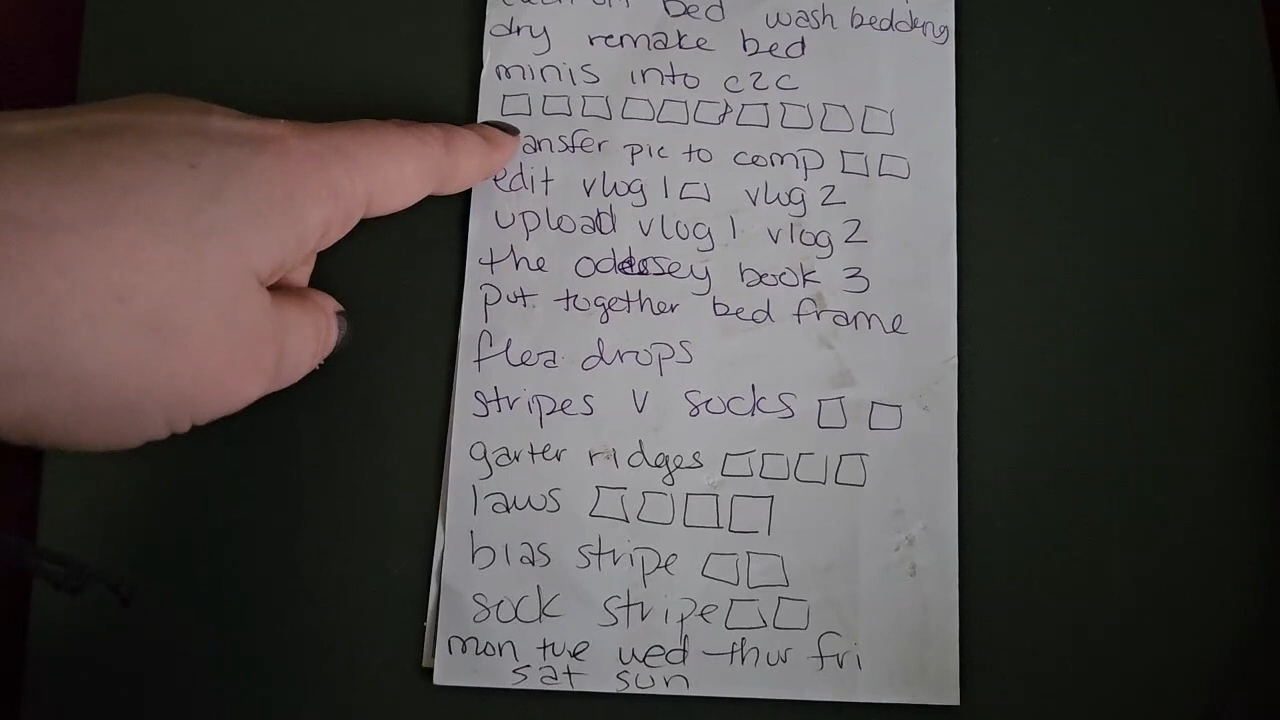 bed wash bedding
dry remake bed
minis into c2c
□ □ □ □ □ □ □ □ □ □
ansfer pic to comp □ □
edit vlog 1 □ vlog 2
upload vlog 1 vlog 2
the odessey book 3
put together bed frame
flea drops
stripes v socks □ □
garter ridges □ □ □ □
laws □ □ □ □
bias stripe □ □
sock stripe □ □
mon tue wed thur fri
sat sun